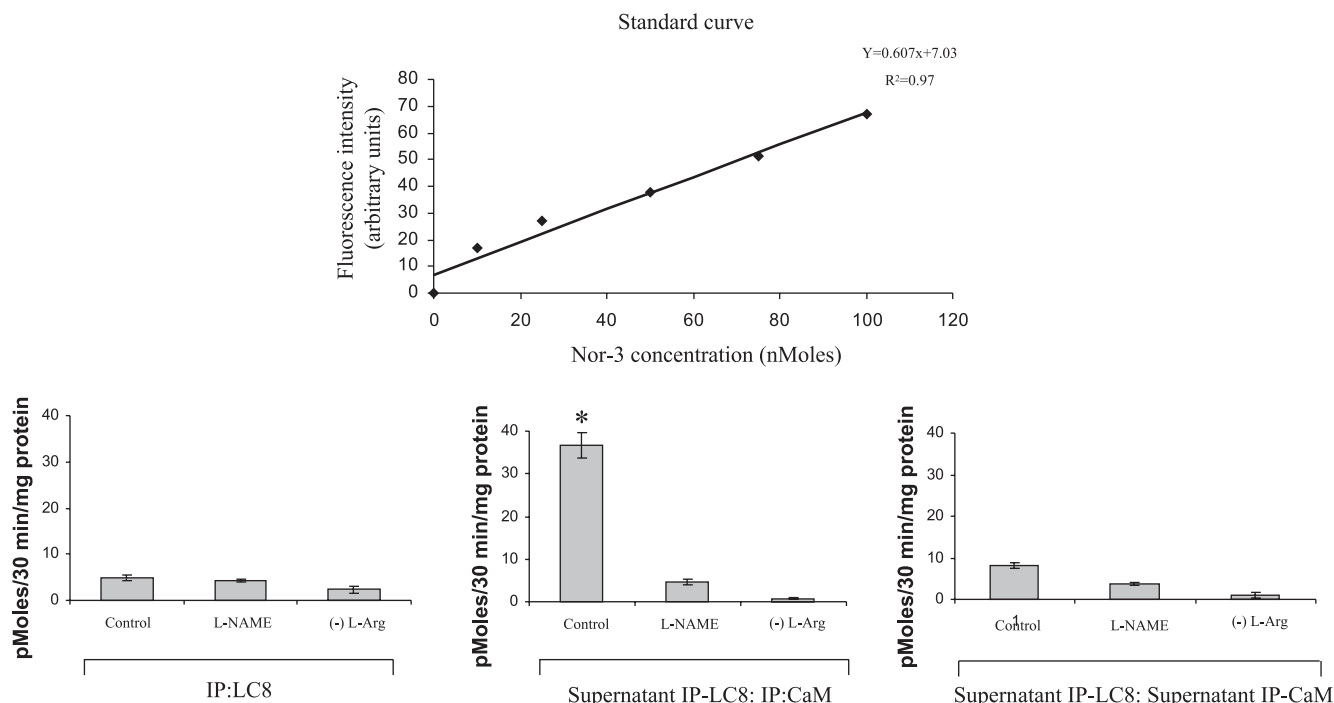 Standard curve
Y=0.607x+7.03
R²=0.97
Fluorescence intensity
(arbitrary units)
80
70
60
50
40
30
20
10
0
0 20 40 60 80 100 120
Nor-3 concentration (nMoles)
pMoles/30 min/mg protein
40
30
20
10
0
Control L-NAME (-) L-Arg
IP:LC8
pMoles/30 min/mg protein
40
30
20
10
0
*
Control L-NAME (-) L-Arg
Supernatant IP-LC8: IP:CaM
pMoles/30 min/mg protein
40
30
20
10
0
1
Control L-NAME (-) L-Arg
Supernatant IP-LC8: Supernatant IP-CaM